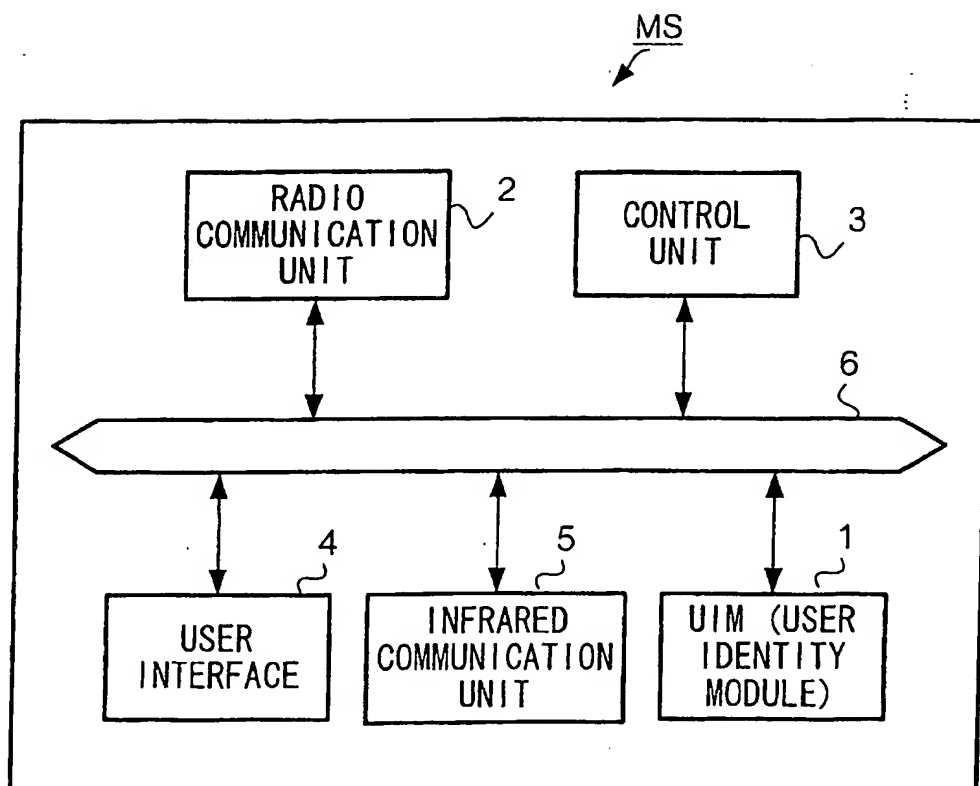 MS
RADIO
COMMUNICATION
UNIT
2
CONTROL
UNIT
3
6
4
USER
INTERFACE
5
INFRARED
COMMUNICATION
UNIT
1
UIM (USER
IDENTITY
MODULE)